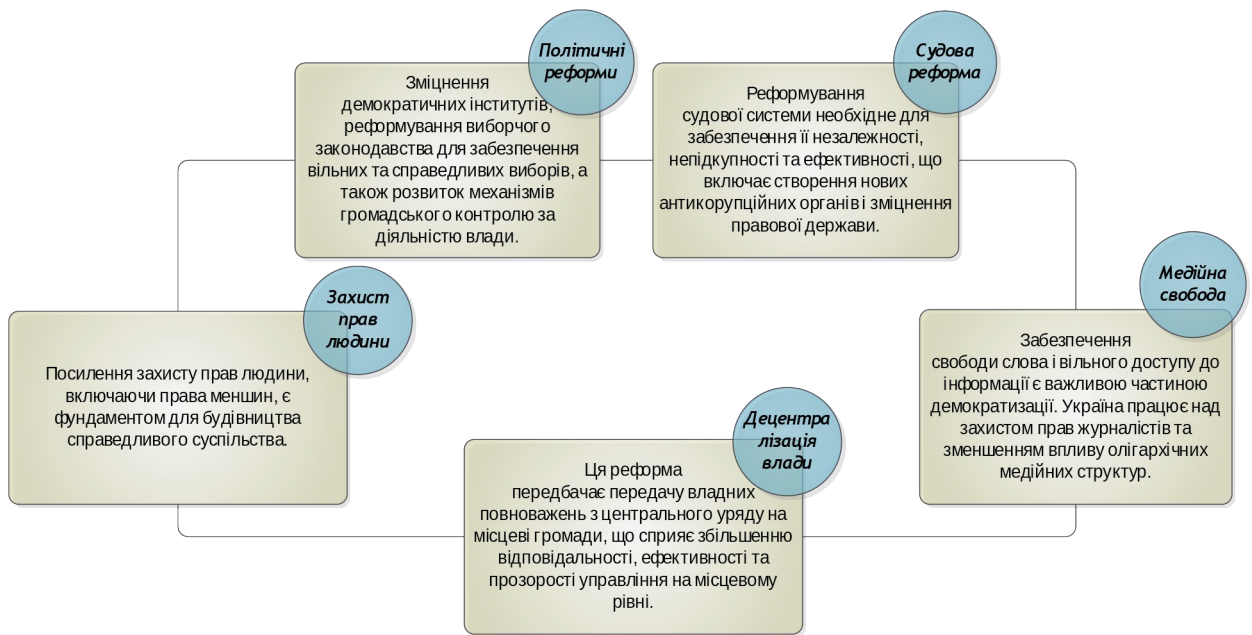 Політичні
реформи
Зміцнення
демократичних інститутів,
реформування виборчого
законодавства для забезпечення
вільних та справедливих виборів, а
також розвиток механізмів
громадського контролю за
діяльністю влади.
Судова
реформа
Реформування
судової системи необхідне для
забезпечення її незалежності,
непідкупності та ефективності, що
включає створення нових
антикорупційних органів і зміцнення
правової держави.
Медійна
свобода
Забезпечення
свободи слова і вільного доступу до
інформації є важливою частиною
демократизації. Україна працює над
захистом прав журналістів та
зменшенням впливу олігархічних
медійних структур.
Децентра
лізація
влади
Ця реформа
передбачає передачу владних
повноважень з центрального уряду на
місцеві громади, що сприяє збільшенню
відповідальності, ефективності та
прозорості управління на місцевому
рівні.
Захист
прав
людини
Посилення захисту прав людини,
включаючи права меншин, є
фундаментом для будівництва
справедливого суспільства.